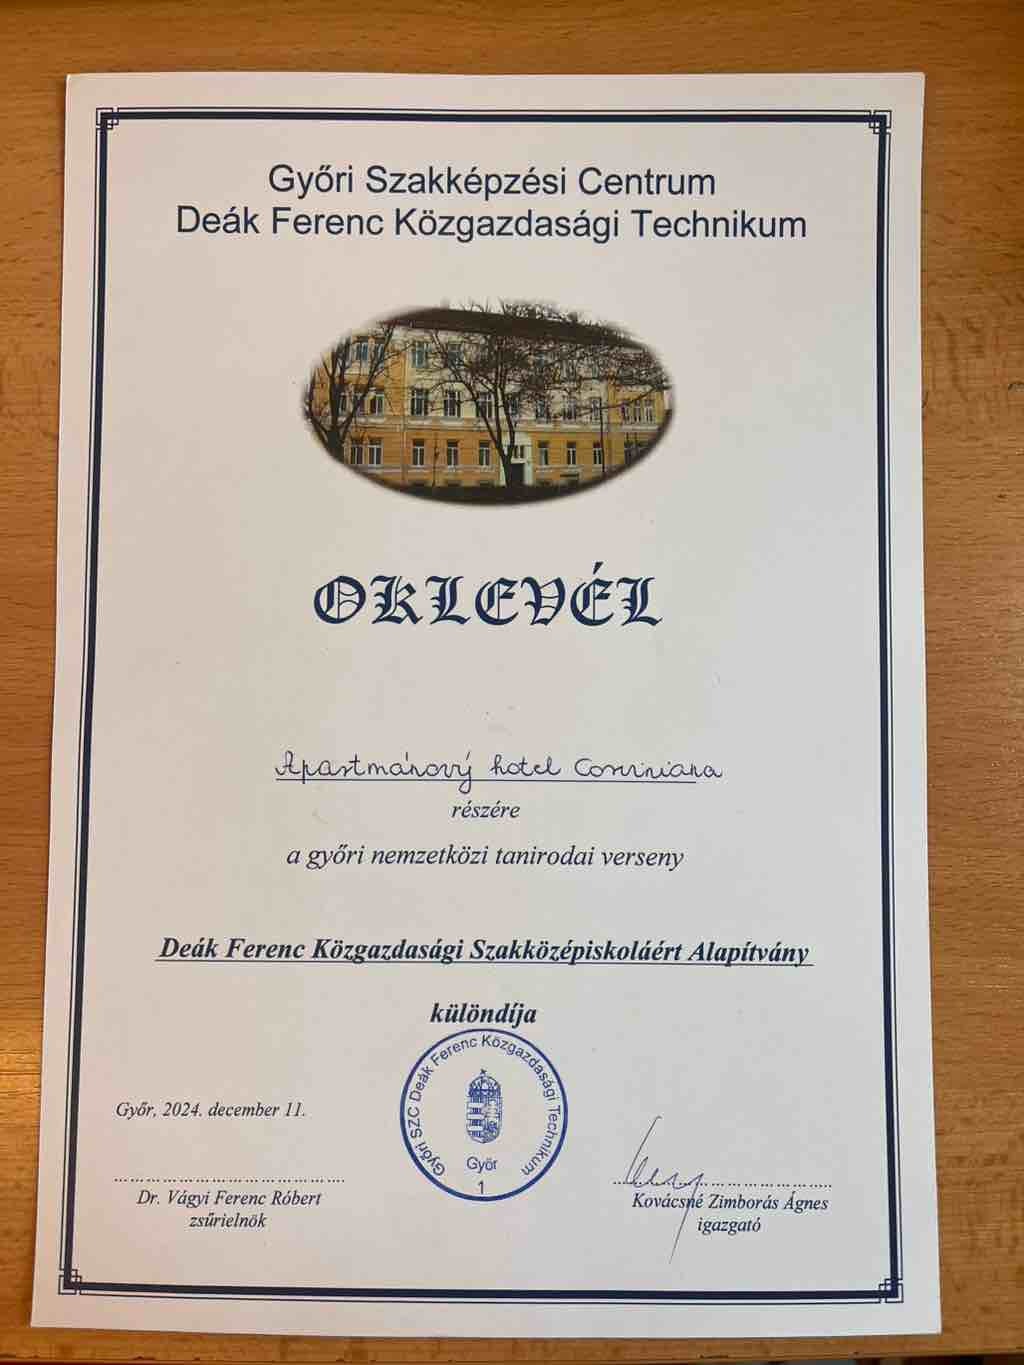 Győri Szakképzési Centrum
Deák Ferenc Közgazdasági Technikum
OKLEVÉL
Apartmánový hotel Corviniana
részére
a győri nemzetközi tanirodai verseny
Deák Ferenc Közgazdasági Szakközépiskoláért Alapítvány
különdíja
Győri SZC Deák Ferenc Közgazdasági Technikum
Győr
1
Győr, 2024. december 11.
Dr. Vágyi Ferenc Róbert
zsűrielnök
Kovácsné Zimborás Ágnes
igazgató